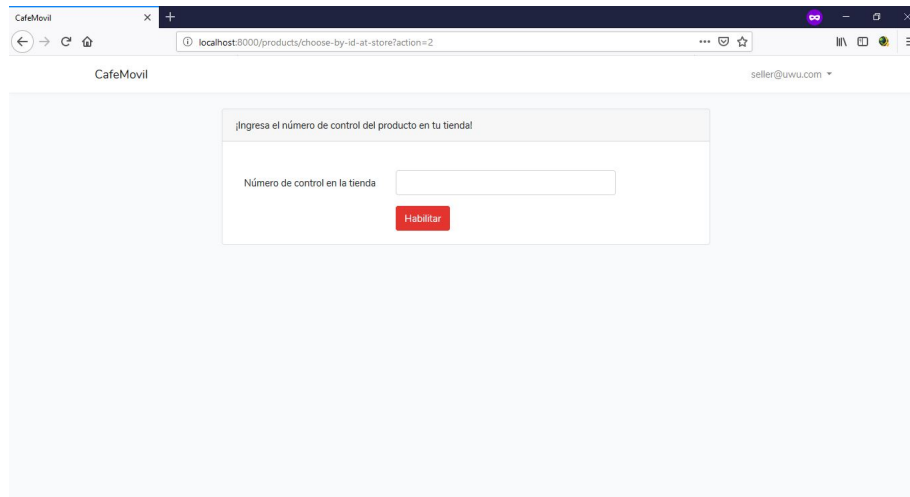 CafeMovil
localhost:8000/products/choose-by-id-at-store?action=2
CafeMovil
seller@uwu.com
¡Ingresa el número de control del producto en tu tienda!
Número de control en la tienda
Habilitar